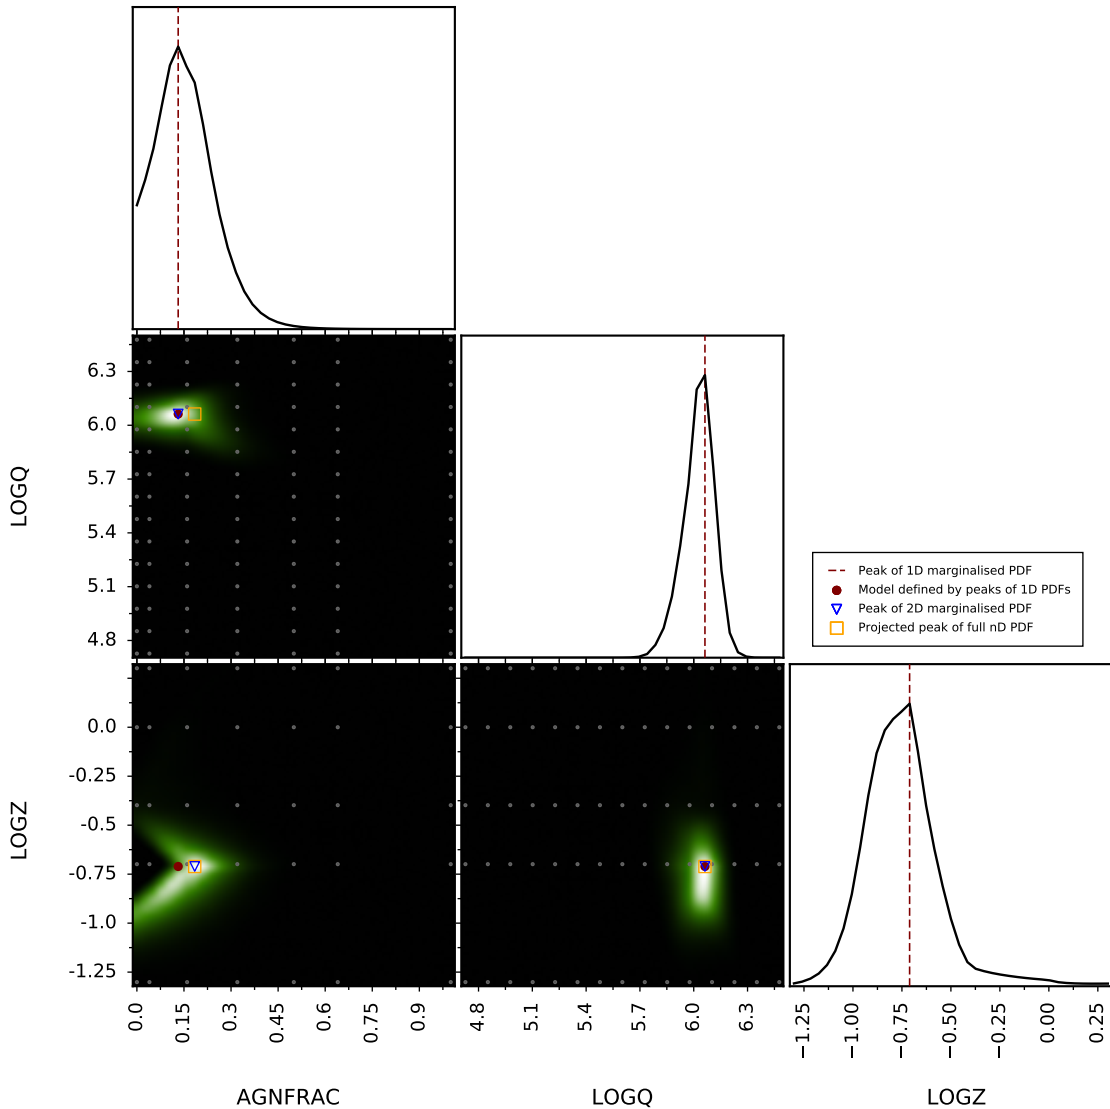 6.3
6.0
5.7
5.4
5.1
4.8
LOGQ
Peak of 1D marginalised PDF
Model defined by peaks of 1D PDFs
Peak of 2D marginalised PDF
Projected peak of full nD PDF
0.0
-0.25
-0.5
-0.75
-1.0
-1.25
LOGZ
0.0 0.15 0.3 0.45 0.6 0.75 0.9
4.8 5.1 5.4 5.7 6.0 6.3
−1.25 −1.00 −0.75 −0.50 −0.25 0.00 0.25
AGNFRAC
LOGQ
LOGZ